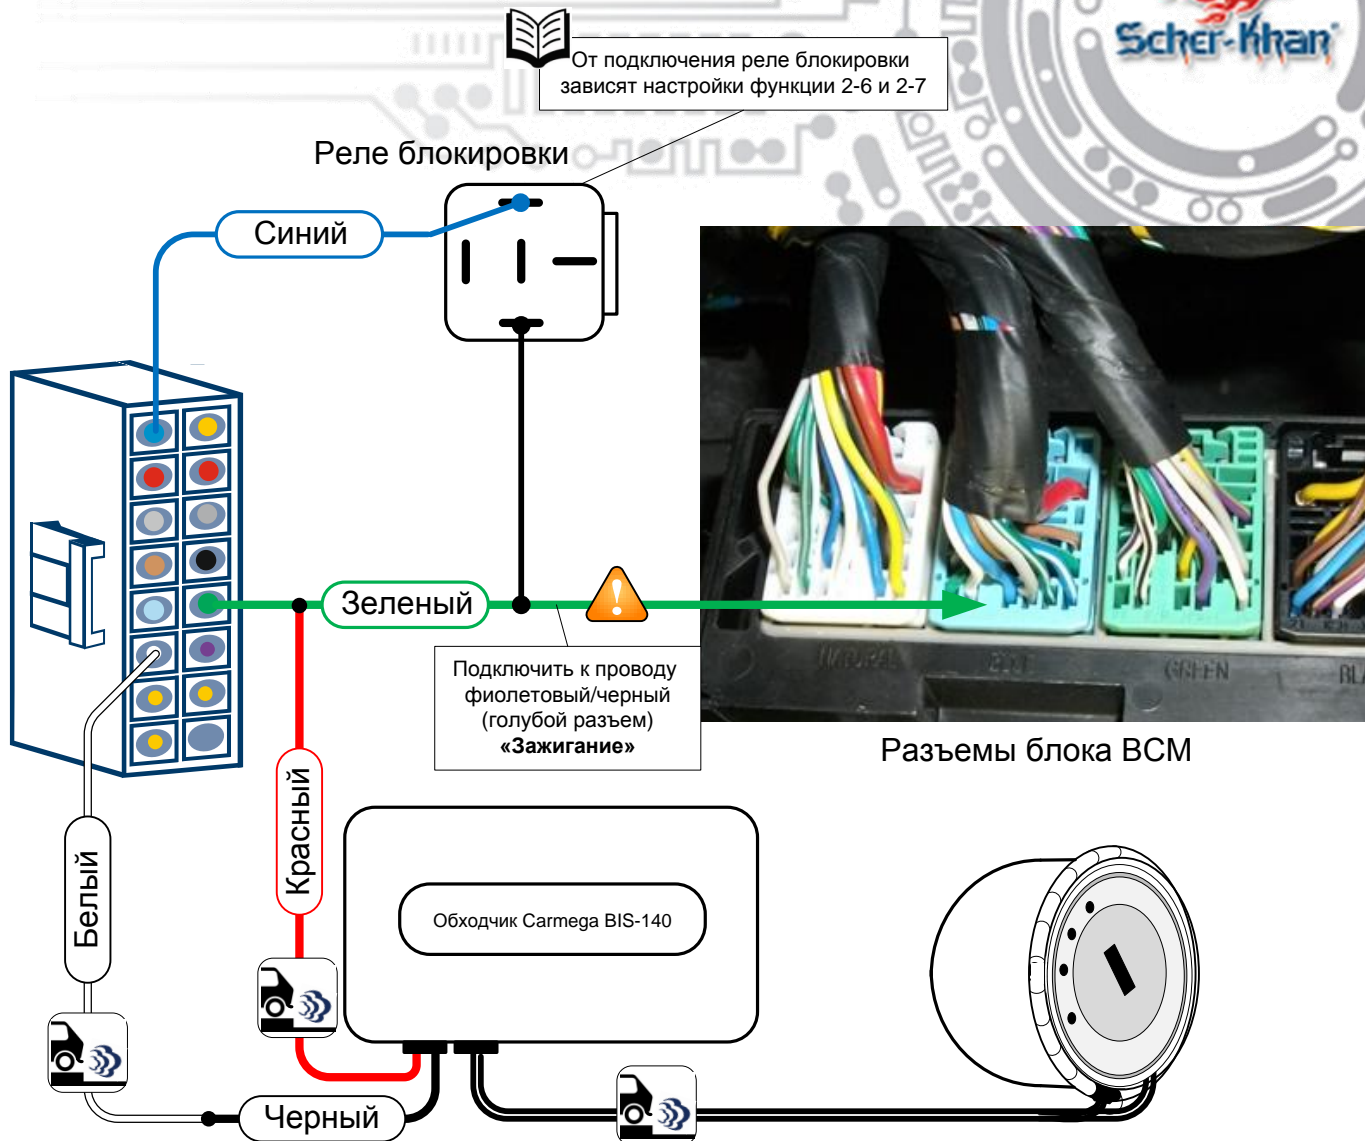 Scher-Khan
От подключения реле блокировки
зависят настройки функции 2-6 и 2-7
Реле блокировки
Синий
Зеленый
Подключить к проводу
фиолетовый/черный
(голубой разъем)
«Зажигание»
NATURAL
GREEN
Разъемы блока BCM
Красный
Белый
Обходчик Carmega BIS-140
Черный